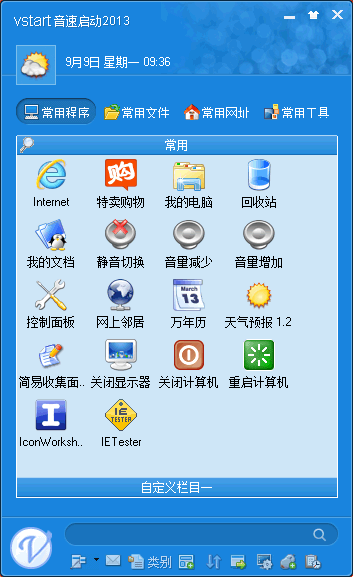 vstart 音速启动2013
9月9日 星期一 09:36
常用程序 常用文件 常用网址 常用工具
常用
Internet 特卖购物 我的电脑 回收站
我的文档 静音切换 音量减少 音量增加
控制面板 网上邻居 万年历 天气预报 1.2
简易收集面.. 关闭显示器 关闭计算机 重启计算机
IconWorksh.. IETester
自定义栏目一
类别
购
March
13
IE
TESTER